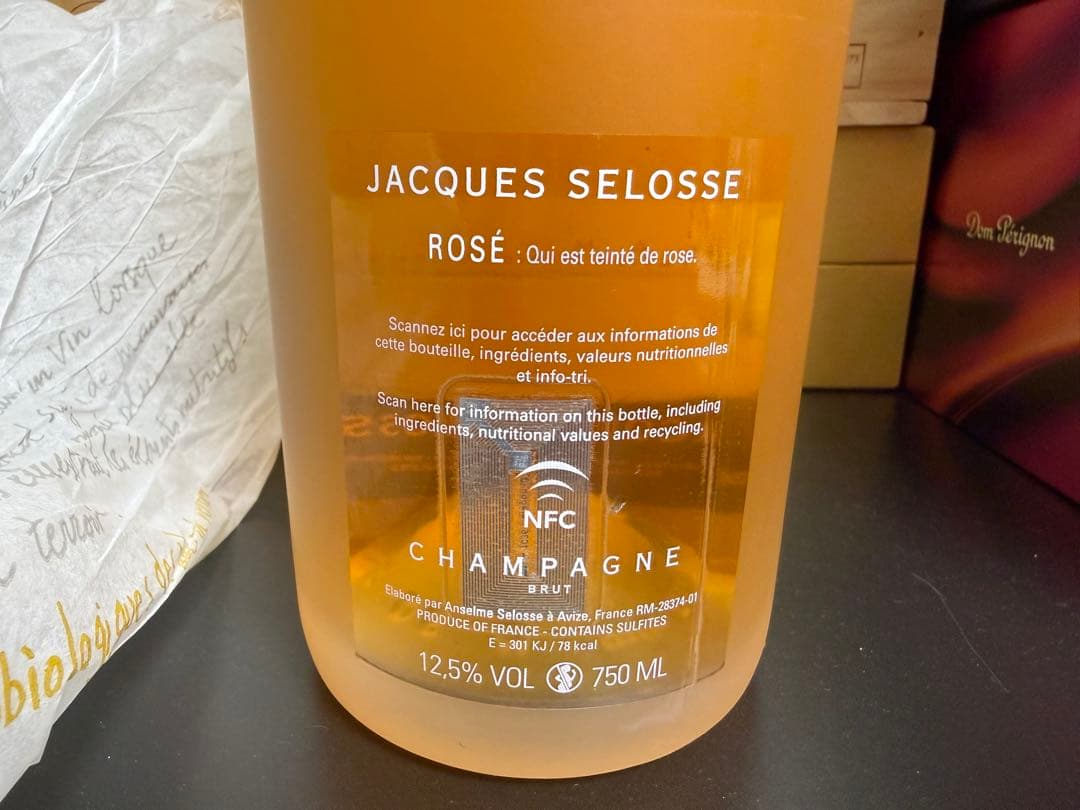 JACQUES SELOSSE
ROSÉ : Qui est teinté de rose.
Scannez ici pour accéder aux informations de
cette bouteille, ingrédients, valeurs nutritionnelles
et info-tri.
Scan here for information on this bottle, including
ingredients, nutritional values and recycling.
NFC
CHAMPAGNE
BRUT
Elaboré par Anselme Selosse à Avize, France RM-28374-01
PRODUCE OF FRANCE - CONTAINS SULFITES
E = 301 KJ / 78 kcal
12,5% VOL 750 ML
Dom Pérignon
vin lorsque
terroir
biologiques